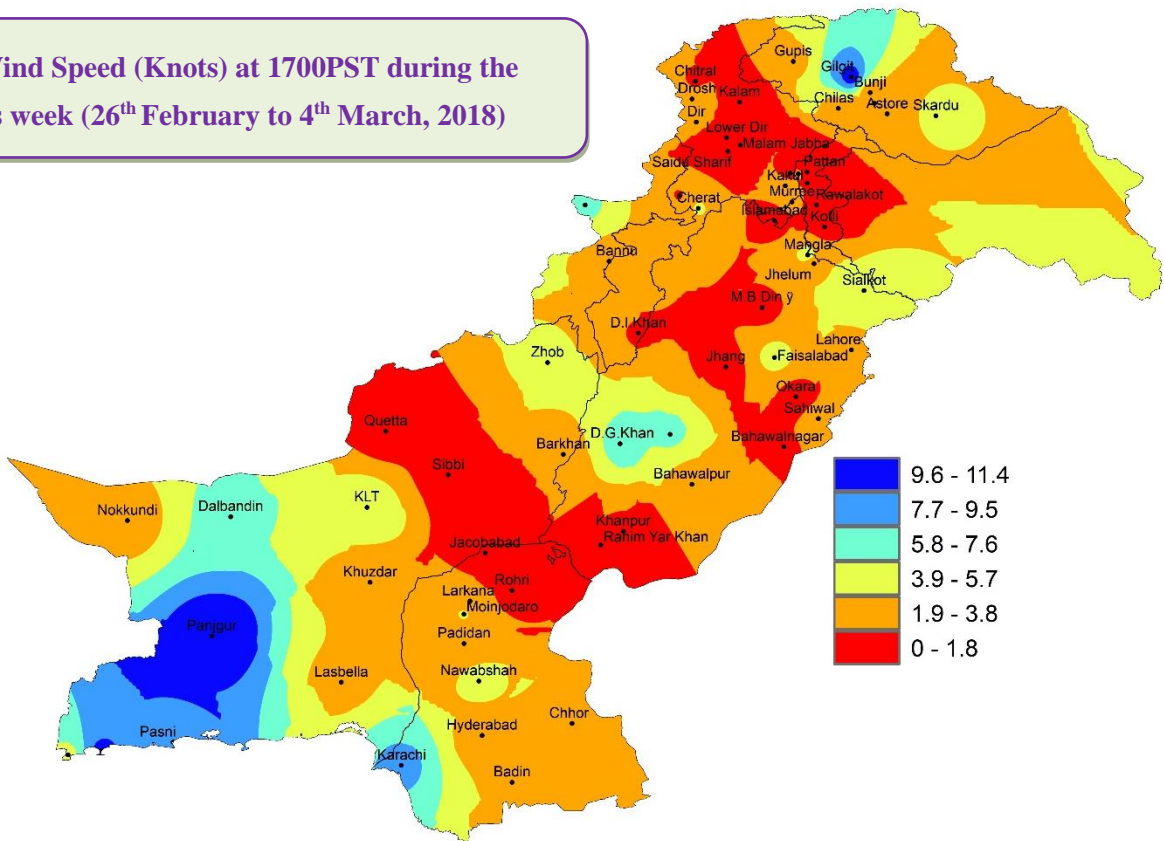 Wind Speed (Knots) at 1700PST during the
s week (26th February to 4th March, 2018)
Gupis
Gilgit
Bunji
Chitral
Drosh
Kalam
Chilas
Astore
Skardu
Dir
Lower Dir
Malam Jabba
Saidu Sharif
Pattan
Kakul
Murree
Cherat
Rawalakot
Islamabad
Kotli
Bannu
Mangla
Jhelum
Sialkot
M.B Din ÿ
D.I.Khan
Lahore
Zhob
Jhang
Faisalabad
Okara
Sahiwal
Quetta
D.G.Khan
Bahawalnagar
Barkhan
Sibbi
Bahawalpur
KLT
Nokkundi
Dalbandin
Khanpur
Rahim Yar Khan
Jacobabad
Khuzdar
Rohri
Larkana
Moinjodaro
Panjgur
Padidan
Lasbella
Nawabshah
Pasni
Hyderabad
Chhor
Karachi
Badin
9.6 - 11.4
7.7 - 9.5
5.8 - 7.6
3.9 - 5.7
1.9 - 3.8
0 - 1.8